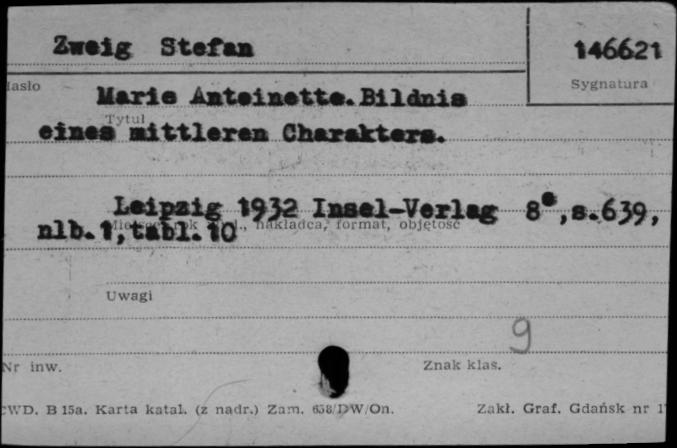 Zweig Stefan
146621
Sygnatura
Hasło
Marie Antoinette. Bildnis
Tytuł
eines mittleren Charakters.
Leipzig 1932 Insel-Verlag 8°, s.639,
nlb.1, tabl.10
nakładca, format, objętość
Uwagi
9
Nr inw.
Znak klas.
CWD. B 15a. Karta katal. (z nadr.) Zam. 638/DW/On.
Zakł. Graf. Gdańsk nr 1